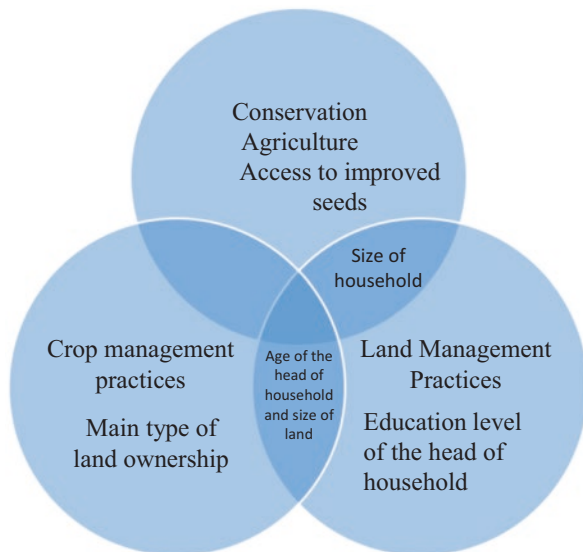 Conservation
Agriculture
Access to improved
seeds
Size of
household
Crop management
practices
Main type of
land ownership
Age of the
head of
household
and size of
land
Land Management
Practices
Education level
of the head of
household